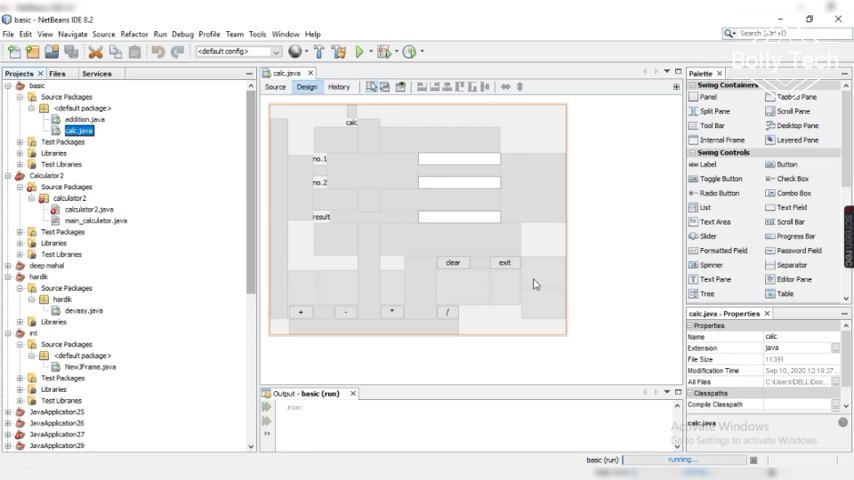 basic - NetBeans IDE 8.2
File Edit View Navigate Source Refactor Run Debug Profile Team Tools Window Help
Search (Ctrl+I)
<default config>
Bolly Tech
Projects Files Services
basic
Source Packages
<default package>
addition.java
calc.java
Test Packages
Libraries
Test Libraries
Calculator2
Source Packages
calculator2
calculator2.java
main_calculator.java
Test Packages
Libraries
Test Libraries
deep mahal
hardik
Source Packages
hardik
devasy.java
Libraries
int
Source Packages
<default package>
NewJFrame.java
Test Packages
Libraries
Test Libraries
JavaApplication25
JavaApplication26
JavaApplication27
JavaApplication29
calc.java
Source Design History
calc
no.1
no.2
result
clear exit
+ - * /
Output - basic (run)
run:
Palette
Swing Containers
Panel Tabbed Pane
Split Pane Scroll Pane
Tool Bar Desktop Pane
Internal Frame Layered Pane
Swing Controls
Label Button
Toggle Button Check Box
Radio Button Combo Box
List Text Field
Text Area Scroll Bar
Slider Progress Bar
Formatted Field Password Field
Spinner Separator
Text Pane Editor Pane
Tree Table
screenrec
calc.java - Properties
Properties
Name calc
Extension java
File Size 11391
Modification Time Sep 10, 2020 12:19:27...
All Files C:\Users\DELL\Doc...
Classpaths
Compile Classpath
calc.java
Activate Windows
Go to Settings to activate Windows.
basic (run) running...